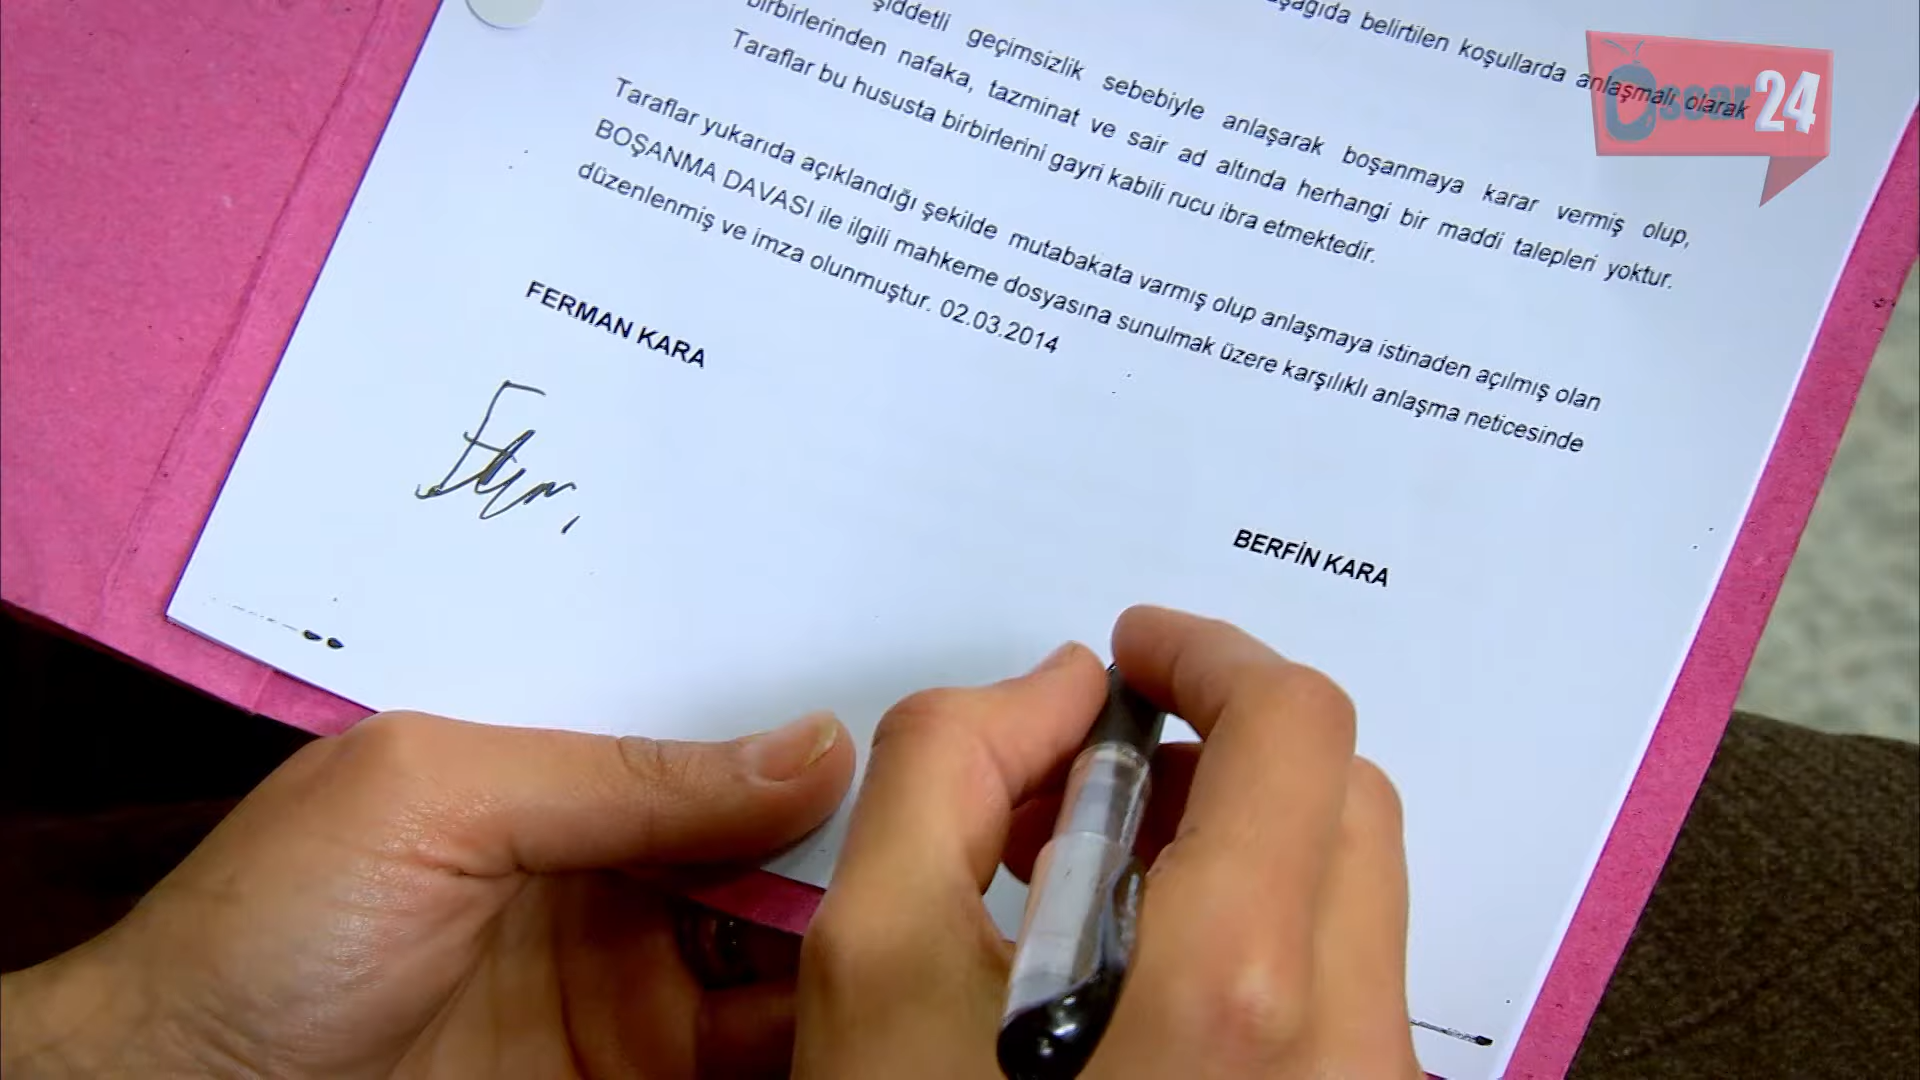 aşağıda belirtilen koşullarda anlaşmalı olarak
şiddetli geçimsizlik sebebiyle anlaşarak boşanmaya karar vermiş olup,
birbirlerinden nafaka, tazminat ve sair ad altında herhangi bir maddi talepleri yoktur.
Taraflar bu hususta birbirlerini gayri kabili rucu ibra etmektedir.
Taraflar yukarıda açıklandığı şekilde mutabakata varmış olup anlaşmaya istinaden açılmış olan
BOŞANMA DAVASI ile ilgili mahkeme dosyasına sunulmak üzere karşılıklı anlaşma neticesinde
düzenlenmiş ve imza olunmuştur. 02.03.2014
FERMAN KARA
BERFİN KARA
Oscar 24